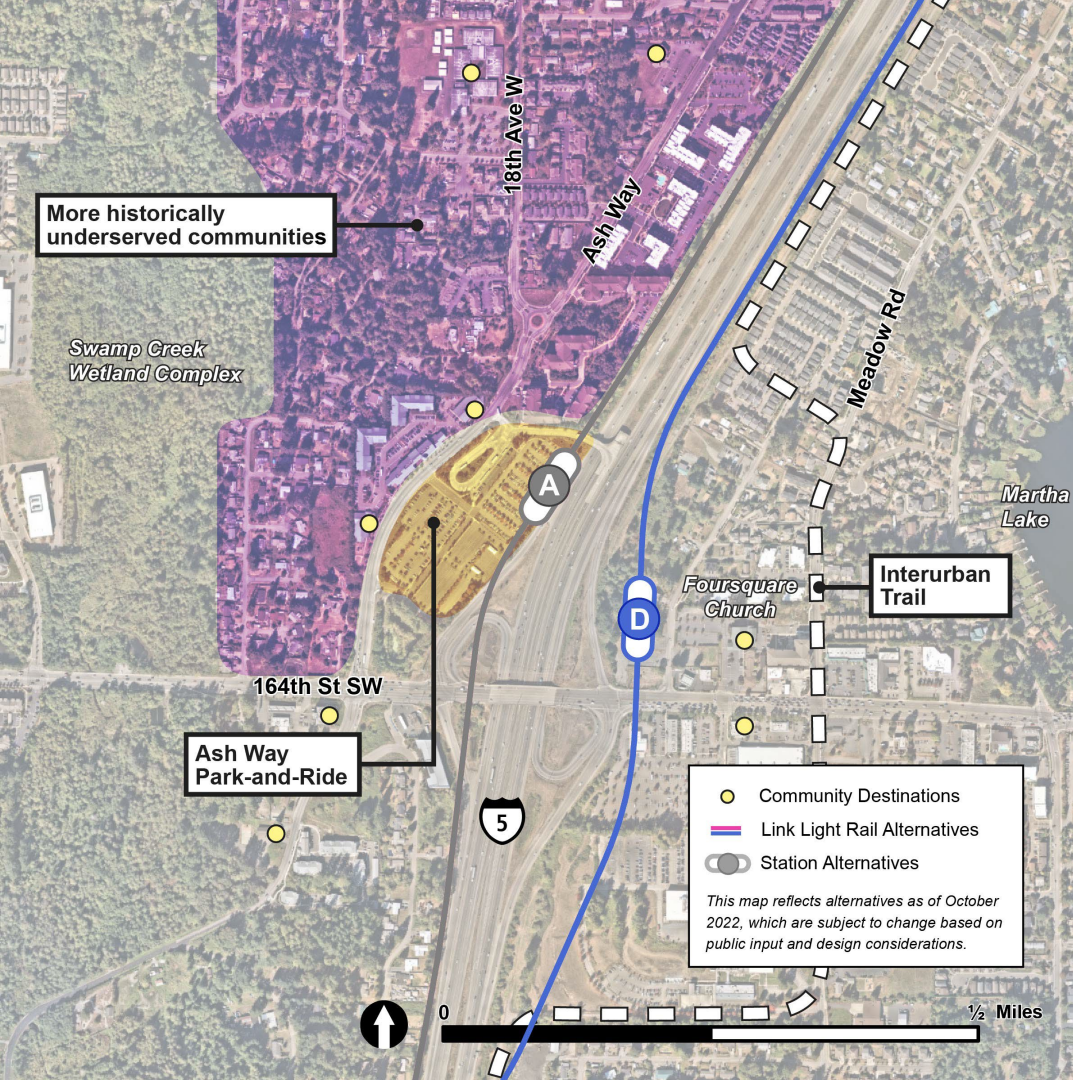 18th Ave W
Ash Way
More historically
underserved communities
Swamp Creek
Wetland Complex
Meadow Rd
A
Martha
Lake
Foursquare
Church
Interurban
Trail
D
164th St SW
Ash Way
Park-and-Ride
5
Community Destinations
Link Light Rail Alternatives
Station Alternatives
This map reflects alternatives as of October
2022, which are subject to change based on
public input and design considerations.
0
½ Miles